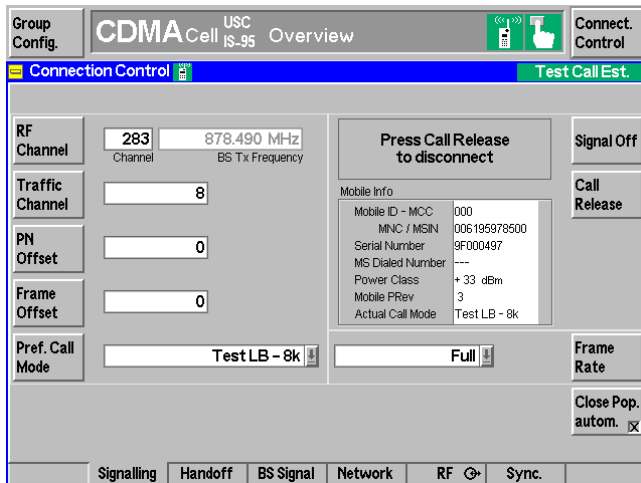 Group Config.
CDMA Cell USC IS-95 Overview
Connect. Control
Connection Control
Test Call Est.
RF Channel
283 878.490 MHz
Channel BS Tx Frequency
Press Call Release
to disconnect
Signal Off
Traffic Channel
8
Mobile Info
Call Release
Mobile ID - MCC 000
MNC / MSIN 006195978500
Serial Number 9F000497
MS Dialed Number ---
Power Class + 33 dBm
Mobile PRev 3
Actual Call Mode Test LB - 8k
PN Offset
0
Frame Offset
0
Pref. Call Mode
Test LB - 8k
Full
Frame Rate
Close Pop. autom. X
Signalling Handoff BS Signal Network RF Sync.